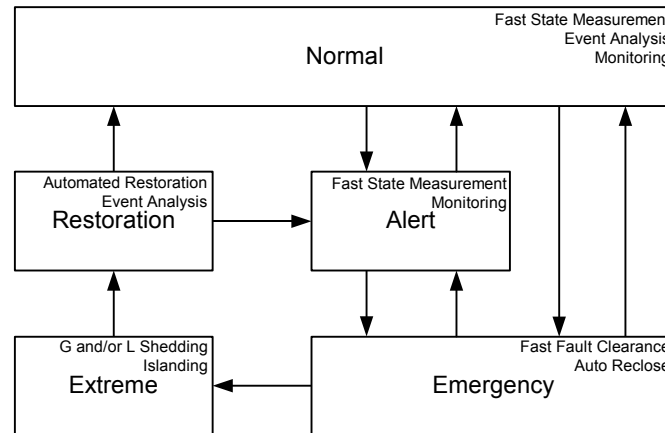 Fast State Measurement
Event Analysis
Monitoring
Normal
Automated Restoration
Event Analysis
Restoration
Fast State Measurement
Monitoring
Alert
G and/or L Shedding
Islanding
Extreme
Fast Fault Clearance
Auto Reclose
Emergency